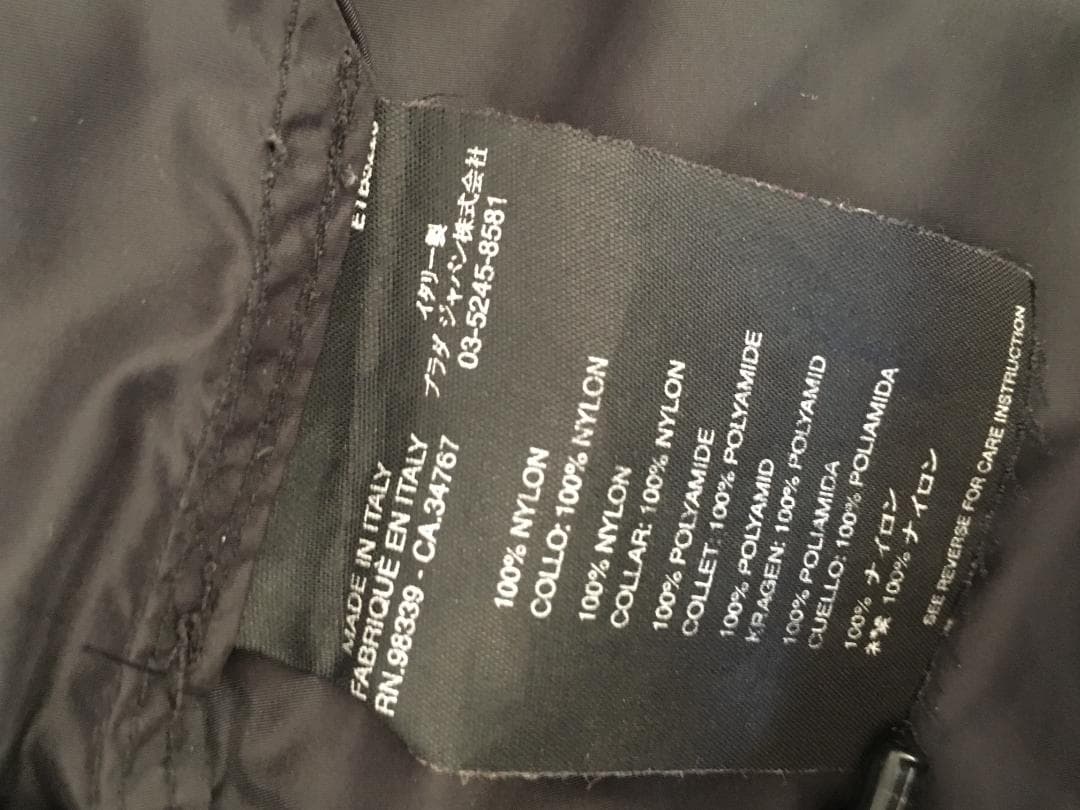 MADE IN ITALY
FABRIQUÉ EN ITALY
RN.98339 - CA.34767
イタリー製
プラダ ジャパン株式会社
03-5245-8581
100% NYLON
COLLO: 100% NYLON
100% NYLON
COLLAR: 100% NYLON
100% POLYAMIDE
COLLET: 100% POLYAMIDE
100% POLYAMID
KRAGEN: 100% POLYAMID
100% POLIAMIDA
CUELLO: 100% POLIAMIDA
100% ナイロン
100% ナイロン
SEE REVERSE FOR CARE INSTRUCTION